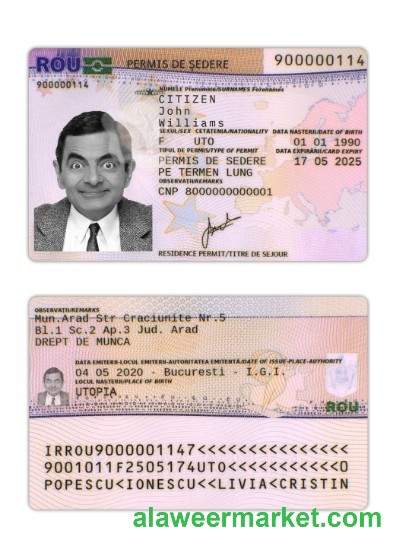 ROU PERMIS DE ȘEDERE 900000114
900000114
NUMELE Prenumele/SURNAMES Forenames
CITIZEN
John
Williams
SEXUL/SEX CETATENIA/NATIONALITY DATA NASTERII/DATE OF BIRTH
F UTO 01 01 1990
TIPUL DE PERMIS/TYPE OF PERMIT DATA EXPIRĂRII/CARD EXPIRY
PERMIS DE SEDERE 17 05 2025
PE TERMEN LUNG
OBSERVAȚII/REMARKS
CNP 8000000000001
RESIDENCE PERMIT/TITRE DE SEJOUR
OBSERVAȚII/REMARKS
Mun.Arad Str Craciunite Nr.5
Bl.1 Sc.2 Ap.3 Jud. Arad
DREPT DE MUNCA
DATA EMITERII-LOCUL EMITERII-AUTORITATEA EMITENTĂ/DATE OF ISSUE-PLACE-AUTHORITY
04 05 2020 - Bucuresti - I.G.I.
LOCUL NASTERII/PLACE OF BIRTH
UTOPIA
ROU
IRROU9000001147<<<<<<<<<<<<<<<
9001011F2505174UTO<<<<<<<<<<<0
POPESCU<IONESCU<<LIVIA<CRISTIN
alaweermarket.com